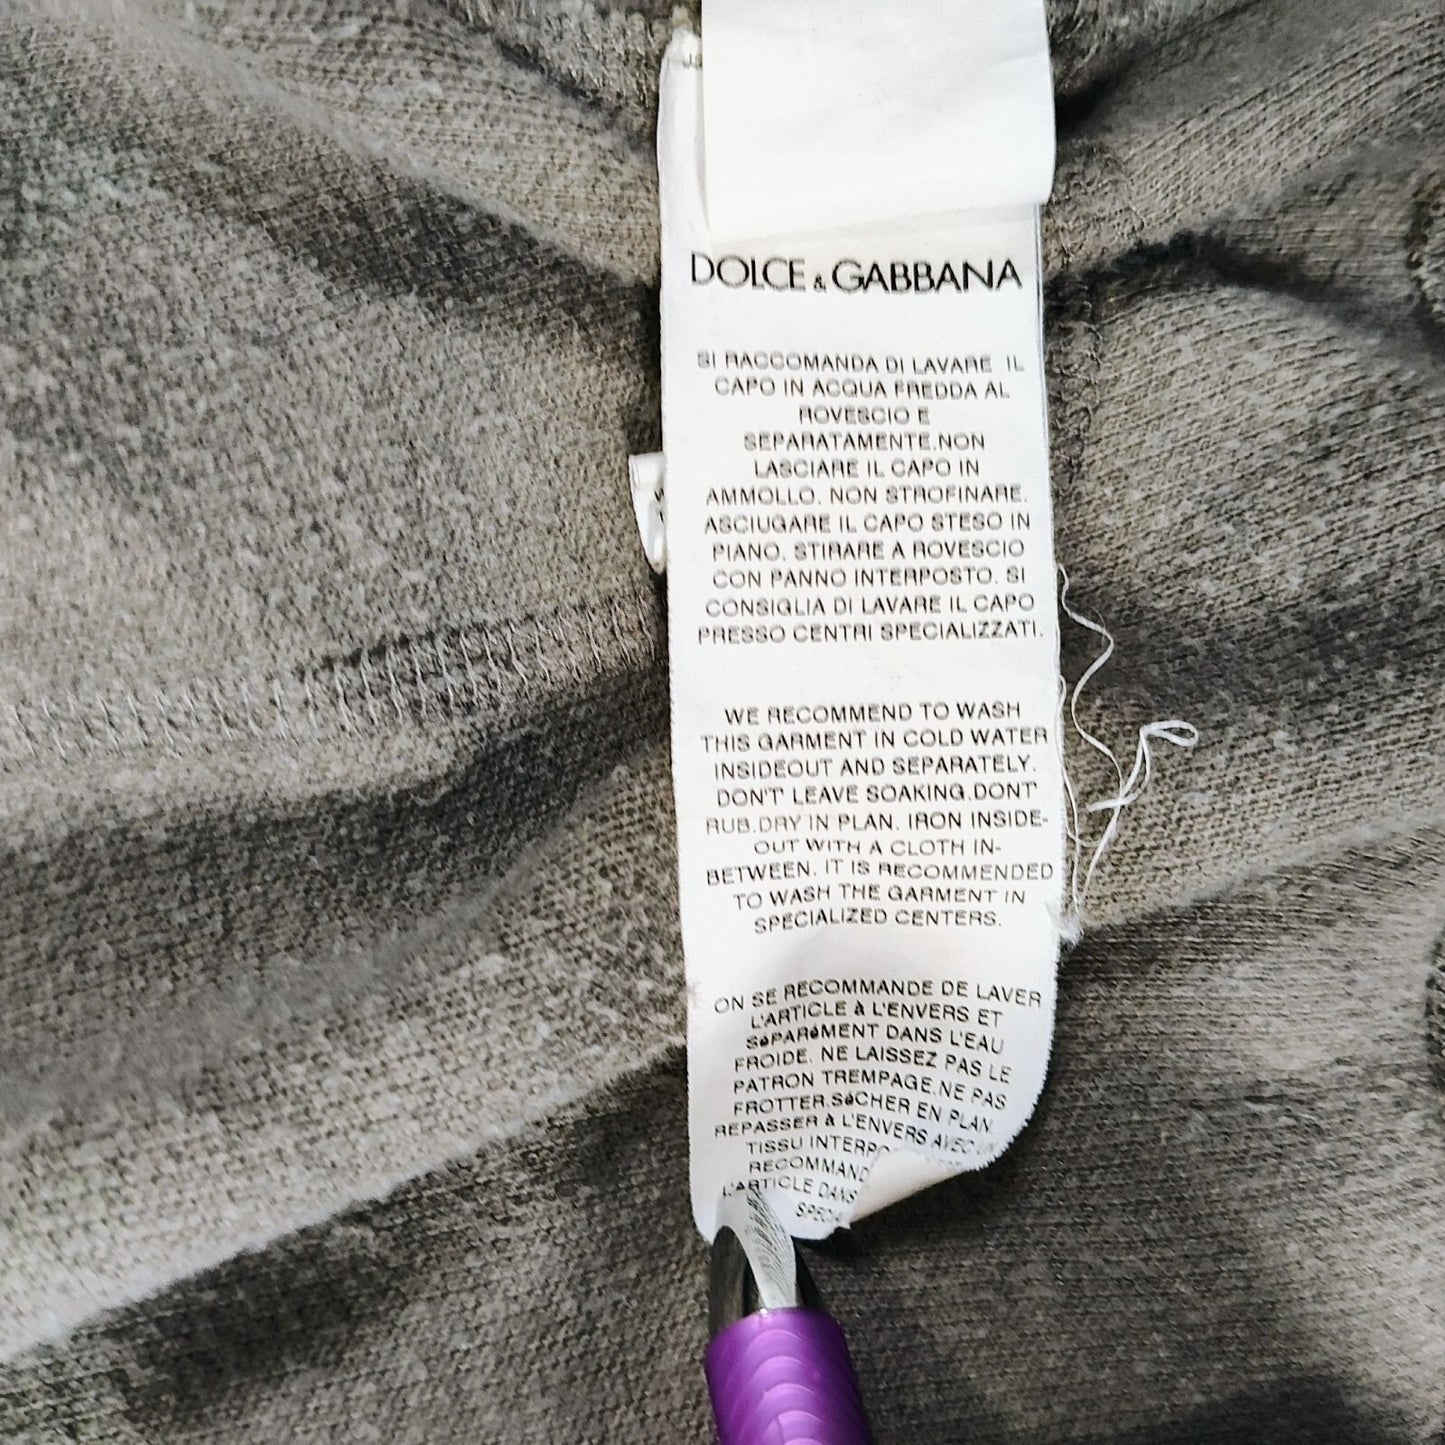 DOLCE & GABBANA
SI RACCOMANDA DI LAVARE IL
CAPO IN ACQUA FREDDA AL
ROVESCIO E
SEPARATAMENTE.NON
LASCIARE IL CAPO IN
AMMOLLO. NON STROFINARE.
ASCIUGARE IL CAPO STESO IN
PIANO. STIRARE A ROVESCIO
CON PANNO INTERPOSTO. SI
CONSIGLIA DI LAVARE IL CAPO
PRESSO CENTRI SPECIALIZZATI.
WE RECOMMEND TO WASH
THIS GARMENT IN COLD WATER
INSIDEOUT AND SEPARATELY.
DON'T LEAVE SOAKING.DONT
RUB.DRY IN PLAN. IRON INSIDE-
OUT WITH A CLOTH IN-
BETWEEN. IT IS RECOMMENDED
TO WASH THE GARMENT IN
SPECIALIZED CENTERS.
ON SE RECOMMANDE DE LAVER
L'ARTICLE à L'ENVERS ET
SéPARéMENT DANS L'EAU
FROIDE. NE LAISSEZ PAS LE
PATRON TREMPAGE.NE PAS
FROTTER.SéCHER EN PLAN.
REPASSER à L'ENVERS AVEC UN
TISSU
RECOMMAND
L'ARTICLE DANS